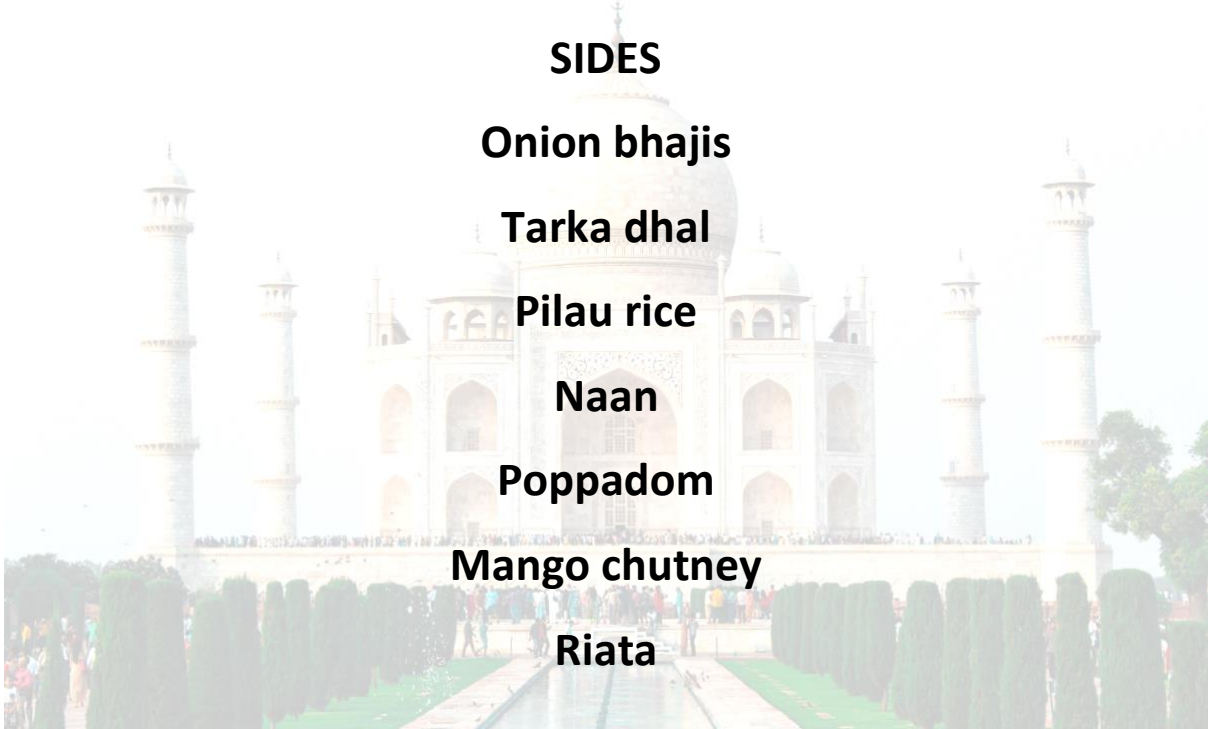 SIDES
Onion bhajis
Tarka dhal
Pilau rice
Naan
Poppadom
Mango chutney
Riata